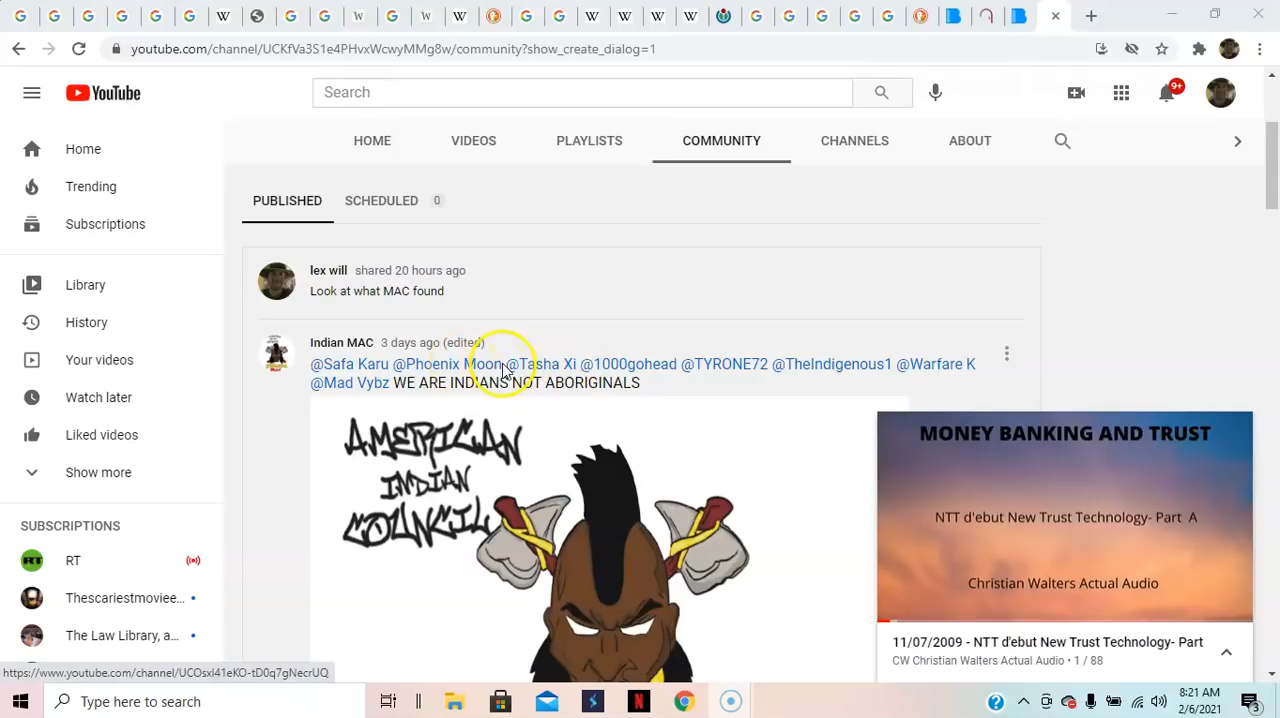 youtube.com/channel/UCKfVa3S1e4PHvxWcwyMMg8w/community?show_create_dialog=1
YouTube
Search
9+
HOME VIDEOS PLAYLISTS COMMUNITY CHANNELS ABOUT
Home
Trending
Subscriptions
Library
History
Your videos
Watch later
Liked videos
Show more
SUBSCRIPTIONS
RT
Thescariestmoviee...
The Law Library, a...
PUBLISHED SCHEDULED 0
lex will shared 20 hours ago
Look at what MAC found
Indian MAC 3 days ago (edited)
@Safa Karu @Phoenix Moon @Tasha Xi @1000gohead @TYRONE72 @TheIndigenous1 @Warfare K
@Mad Vybz WE ARE INDIANS NOT ABORIGINALS
AMERICAN
INDIAN
COUNCIL
MONEY BANKING AND TRUST
NTT d'ebut New Trust Technology- Part A
Christian Walters Actual Audio
11/07/2009 - NTT d'ebut New Trust Technology- Part
CW Christian Walters Actual Audio • 1 / 88
https://www.youtube.com/channel/UCOsxl41eKO-tD0q7gNecrUQ
Type here to search
8:21 AM
2/6/2021
3